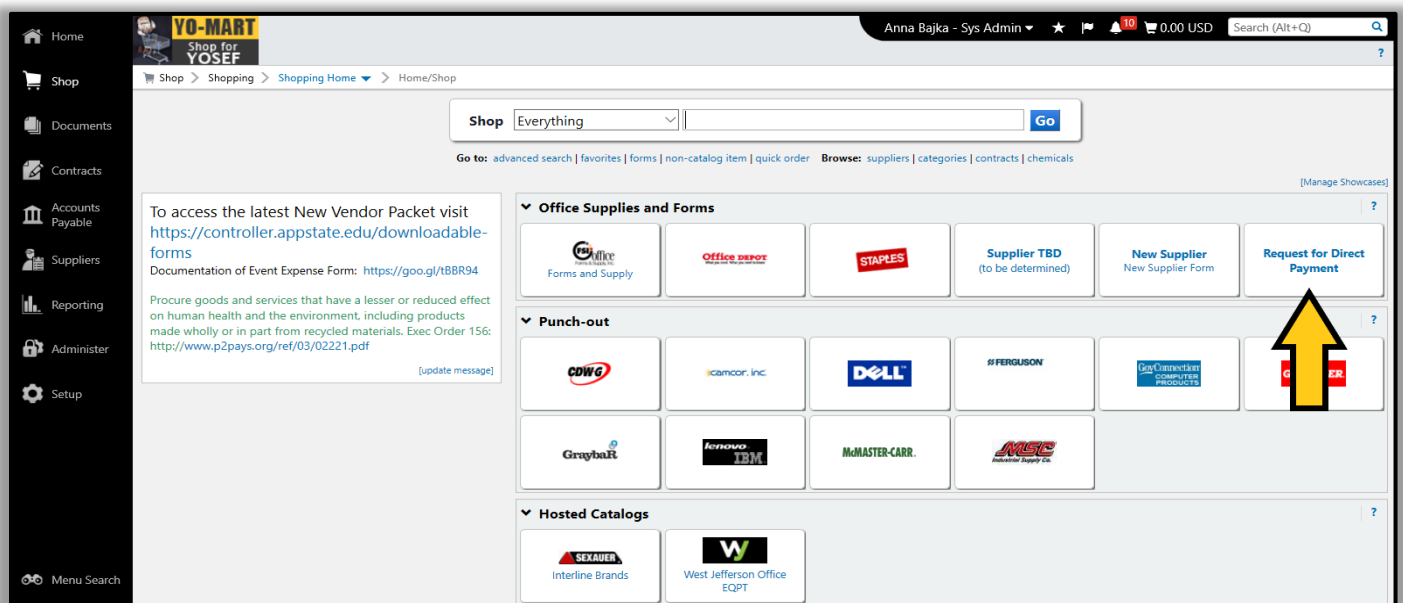 Home
Shop
Documents
Contracts
Accounts
Payable
Suppliers
Reporting
Administer
Setup
Menu Search
YO-MART
Shop for
YOSEF
Anna Bajka - Sys Admin
10
0.00 USD
Search (Alt+Q)
?
Shop > Shopping > Shopping Home > Home/Shop
Shop Everything Go
Go to: advanced search | favorites | forms | non-catalog item | quick order Browse: suppliers | categories | contracts | chemicals
[Manage Showcases]
To access the latest New Vendor Packet visit
https://controller.appstate.edu/downloadable-
forms
Documentation of Event Expense Form: https://goo.gl/tBBR94
Procure goods and services that have a lesser or reduced effect
on human health and the environment, including products
made wholly or in part from recycled materials. Exec Order 156:
http://www.p2pays.org/ref/03/02221.pdf
[update message]
Office Supplies and Forms ?
FSIoffice
Forms and Supply
Office DEPOT
STAPLES
Supplier TBD
(to be determined)
New Supplier
New Supplier Form
Request for Direct
Payment
Punch-out ?
CDWG
camcor, inc.
DELL
FERGUSON
GovConnection
COMPUTER
PRODUCTS
G ER
GraybaR
lenovo
IBM
McMASTER-CARR.
MSC
Industrial Supply Co.
Hosted Catalogs ?
SEXAUER
Interline Brands
WJ
West Jefferson Office
EQPT